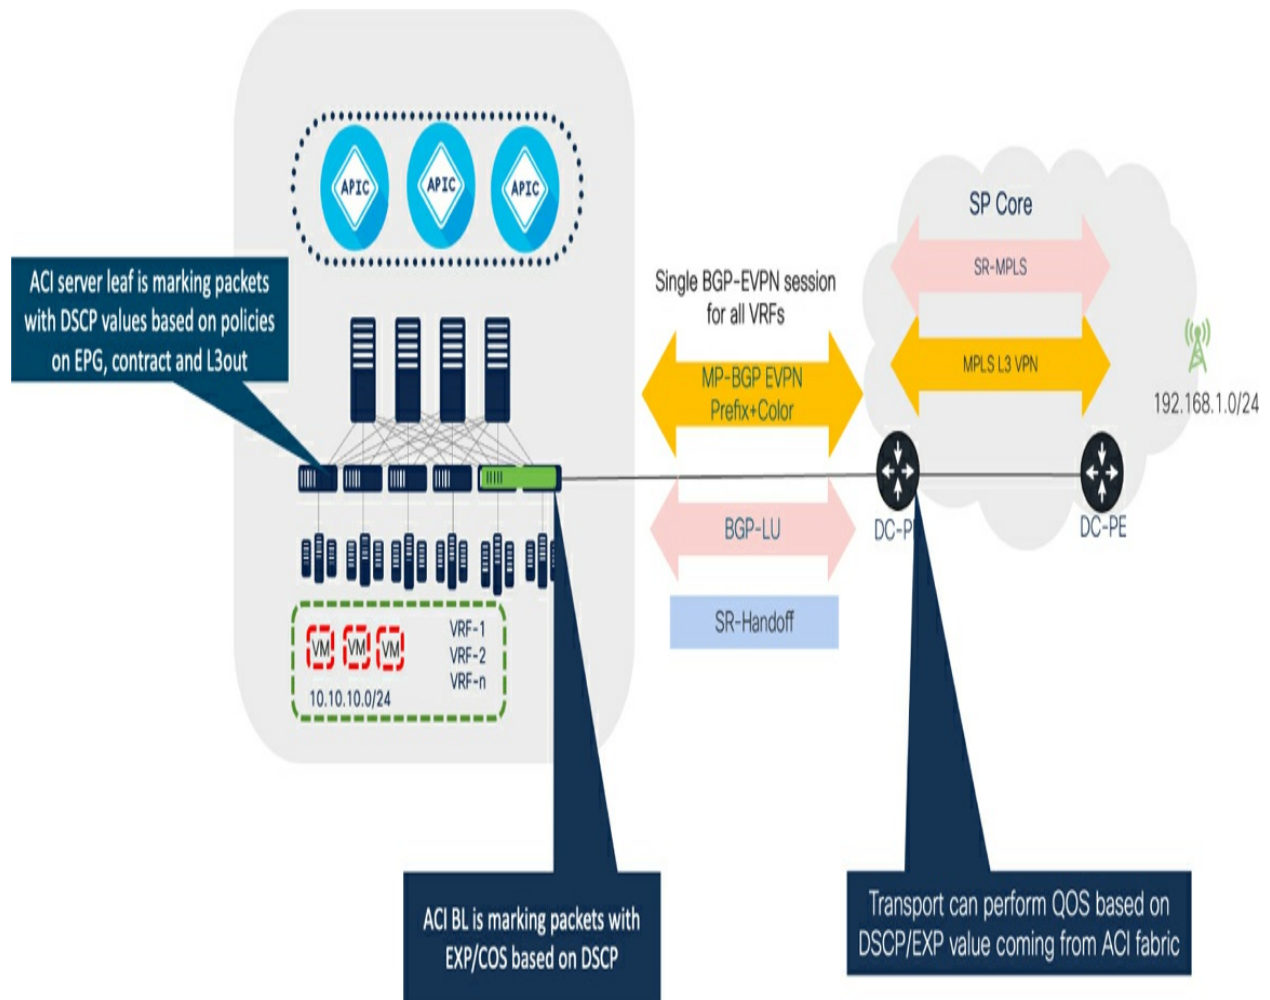 APIC
APIC
APIC
ACI server leaf is marking packets
with DSCP values based on policies
on EPG, contract and L3out
Single BGP-EVPN session
for all VRFs
MP-BGP EVPN
Prefix+Color
BGP-LU
SR-Handoff
SP Core
SR-MPLS
MPLS L3 VPN
192.168.1.0/24
DC-P
DC-PE
VM
VM
VM
10.10.10.0/24
VRF-1
VRF-2
VRF-n
ACI BL is marking packets with
EXP/COS based on DSCP
Transport can perform QOS based on
DSCP/EXP value coming from ACI fabric